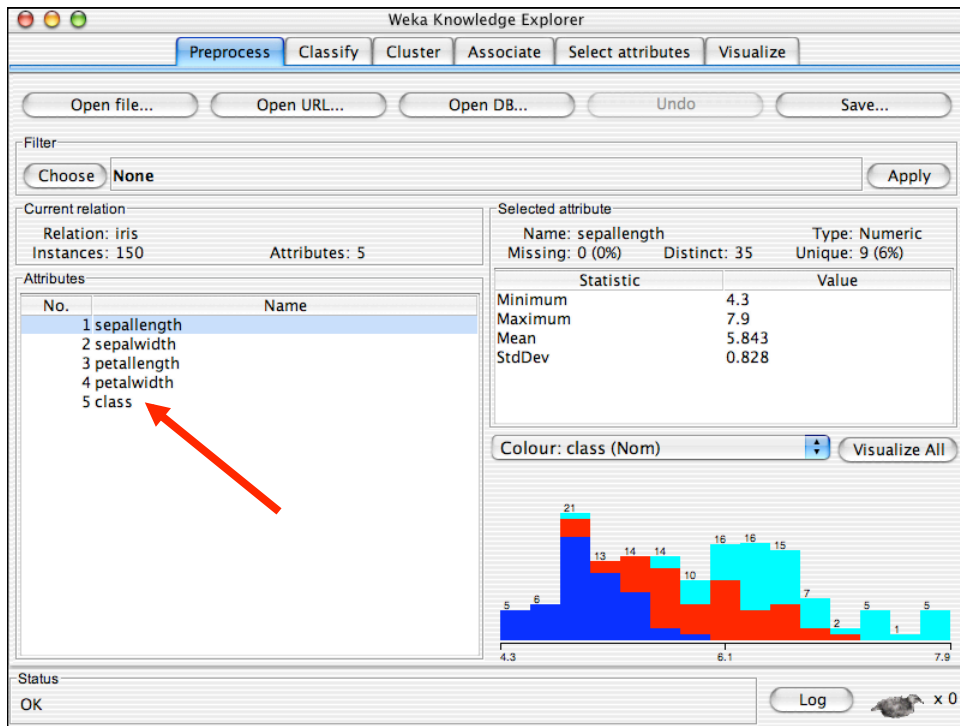 Weka Knowledge Explorer
Preprocess Classify Cluster Associate Select attributes Visualize
Open file... Open URL... Open DB... Undo Save...
Filter
Choose None Apply
Current relation
Relation: iris
Instances: 150 Attributes: 5
Attributes
No. Name
1 sepallength
2 sepalwidth
3 petallength
4 petalwidth
5 class
Selected attribute
Name: sepallength Type: Numeric
Missing: 0 (0%) Distinct: 35 Unique: 9 (6%)
Statistic Value
Minimum 4.3
Maximum 7.9
Mean 5.843
StdDev 0.828
Colour: class (Nom) Visualize All
5 6 21 13 14 14 10 16 16 15 7 2 5 1 5
4.3 6.1 7.9
Status
OK Log x 0